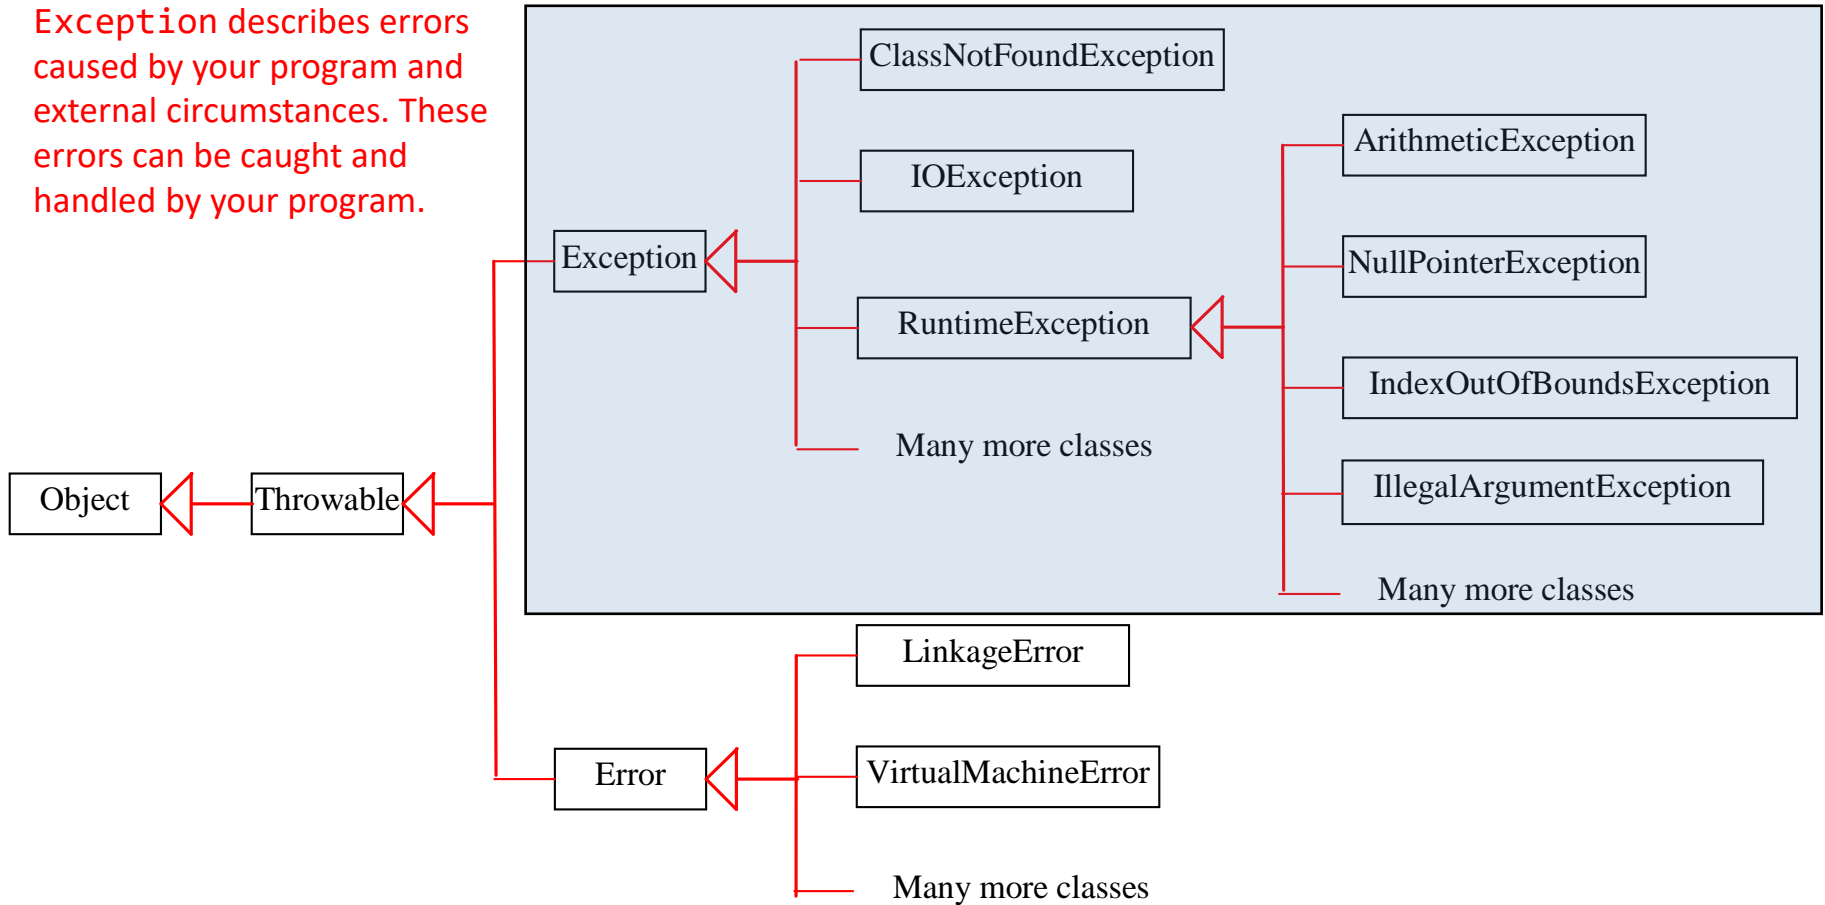 Exception describes errors
caused by your program and
external circumstances. These
errors can be caught and
handled by your program.
ClassNotFoundException
ArithmeticException
IOException
NullPointerException
Exception
RuntimeException
IndexOutOfBoundsException
Many more classes
IllegalArgumentException
Object
Throwable
Many more classes
LinkageError
Error
VirtualMachineError
Many more classes